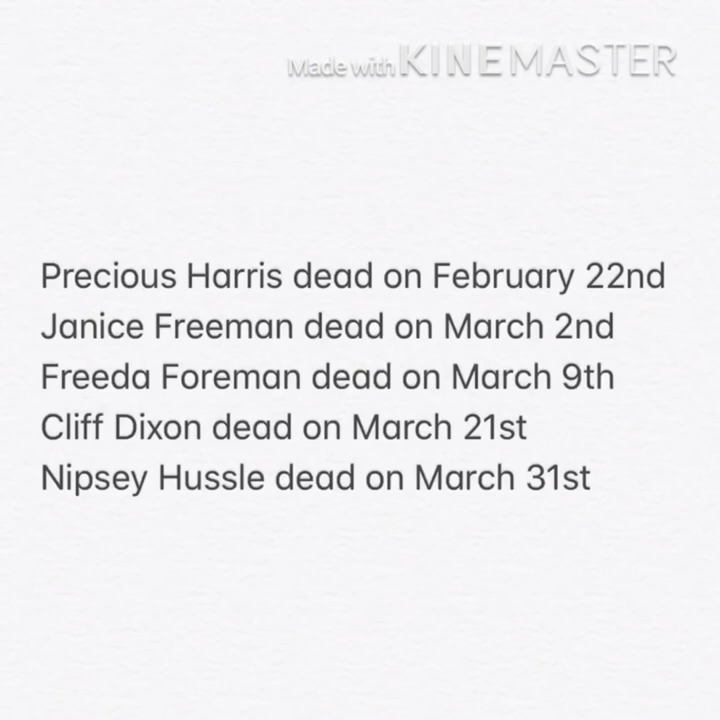 Made with KINEMASTER
Precious Harris dead on February 22nd
Janice Freeman dead on March 2nd
Freeda Foreman dead on March 9th
Cliff Dixon dead on March 21st
Nipsey Hussle dead on March 31st